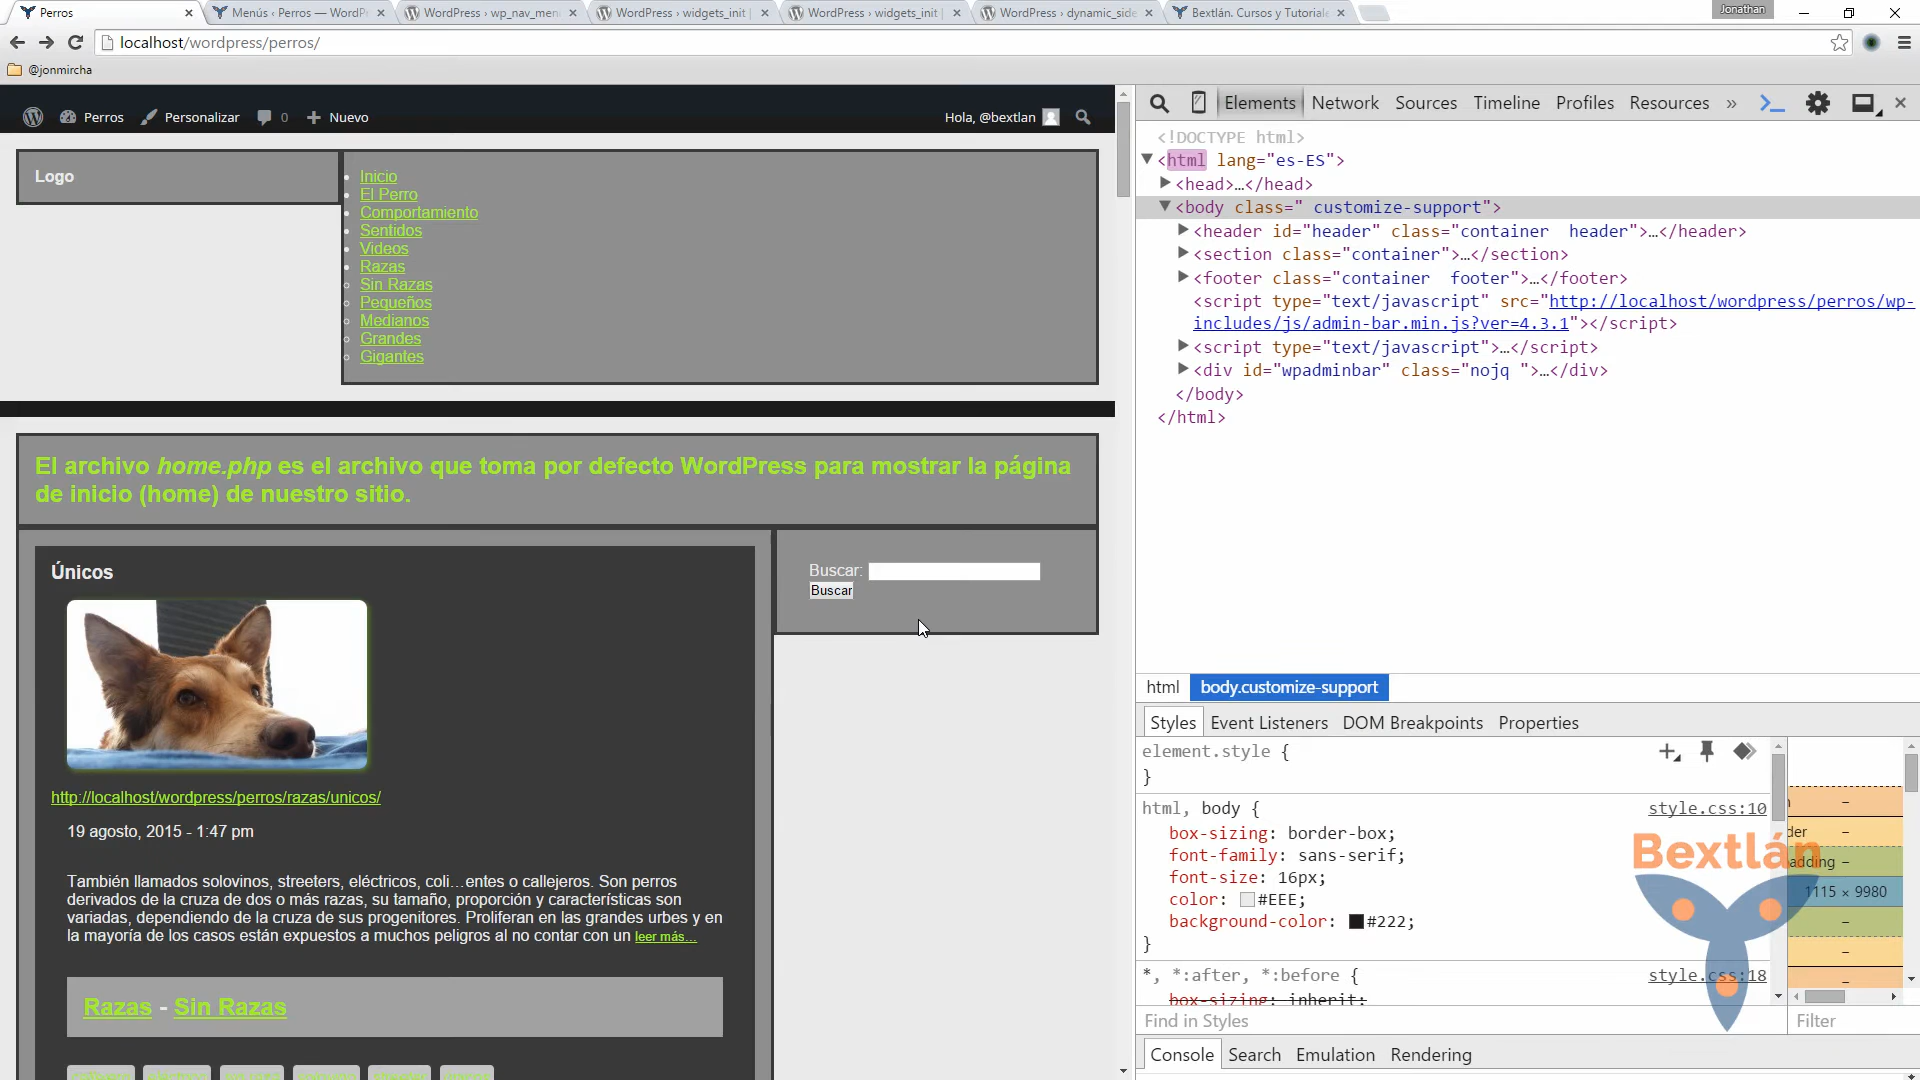 Perros
Menús ‹ Perros — WordPr
WordPress › wp_nav_menu
WordPress › widgets_init |
WordPress › widgets_init |
WordPress › dynamic_side
Bextlán. Cursos y Tutoriale
Jonathan
localhost/wordpress/perros/
@jonmircha
Perros
Personalizar
0
Nuevo
Hola, @bextlan
Logo
Inicio
El Perro
Comportamiento
Sentidos
Videos
Razas
Sin Razas
Pequeños
Medianos
Grandes
Gigantes
El archivo home.php es el archivo que toma por defecto WordPress para mostrar la página
de inicio (home) de nuestro sitio.
Únicos
http://localhost/wordpress/perros/razas/unicos/
19 agosto, 2015 - 1:47 pm
También llamados solovinos, streeters, eléctricos, coli…entes o callejeros. Son perros
derivados de la cruza de dos o más razas, su tamaño, proporción y características son
variadas, dependiendo de la cruza de sus progenitores. Proliferan en las grandes urbes y en
la mayoría de los casos están expuestos a muchos peligros al no contar con un leer más...
Razas - Sin Razas
Buscar:
Buscar
Elements Network Sources Timeline Profiles Resources »
<!DOCTYPE html>
<html lang="es-ES">
<head>…</head>
<body class=" customize-support">
<header id="header" class="container  header">…</header>
<section class="container">…</section>
<footer class="container  footer">…</footer>
<script type="text/javascript" src="http://localhost/wordpress/perros/wp-
includes/js/admin-bar.min.js?ver=4.3.1"></script>
<script type="text/javascript">…</script>
<div id="wpadminbar" class="nojq ">…</div>
</body>
</html>
html body.customize-support
Styles Event Listeners DOM Breakpoints Properties
element.style {
}
html, body { style.css:10
box-sizing: border-box;
font-family: sans-serif;
font-size: 16px;
color: #EEE;
background-color: #222;
}
*, *:after, *:before { style.css:18
box-sizing: inherit;
Find in Styles
–
der –
adding –
1115 × 9980
–
–
–
Filter
Bextlán
Console Search Emulation Rendering